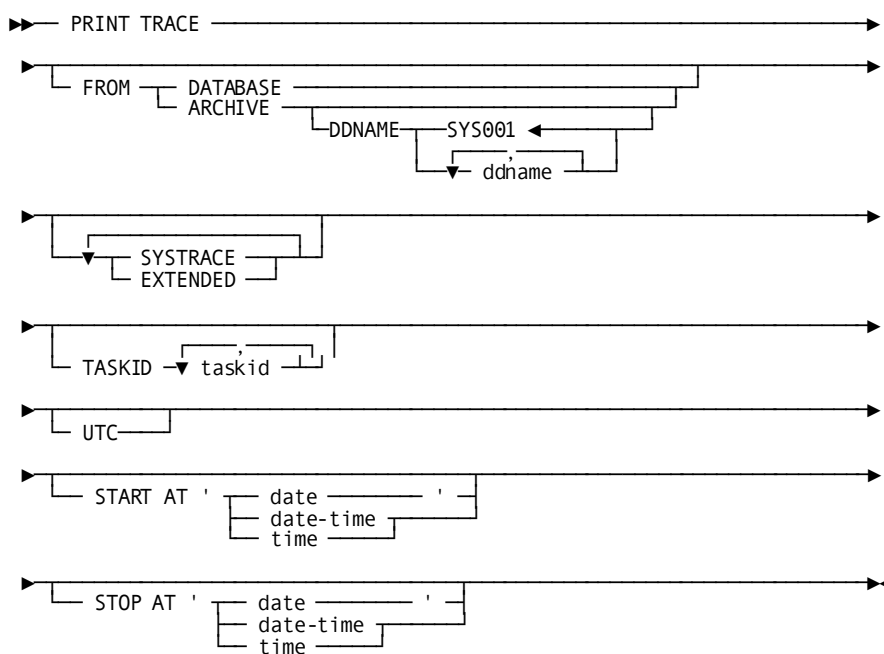 PRINT TRACE
FROM DATABASE
ARCHIVE
DDNAME SYS001
,
ddname
SYSTRACE
EXTENDED
,
TASKID taskid
UTC
START AT ' date '
date-time
time
STOP AT ' date '
date-time
time